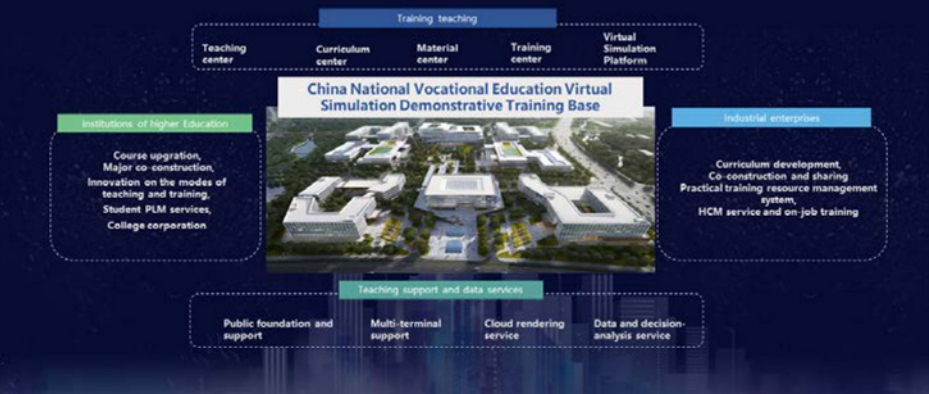 Training teaching
Teaching center
Curriculum center
Material center
Training center
Virtual Simulation Platform
China National Vocational Education Virtual
Simulation Demonstrative Training Base
Institutions of higher Education
Course upgration,
Major co-construction,
Innovation on the modes of
teaching and training,
Student PLM services,
College corporation
Industrial enterprises
Curriculum development,
Co-construction and sharing
Practical training resource management
system,
HCM service and on-job training
Teaching support and data services
Public foundation and
support
Multi-terminal
support
Cloud rendering
service
Data and decision-
analysis service